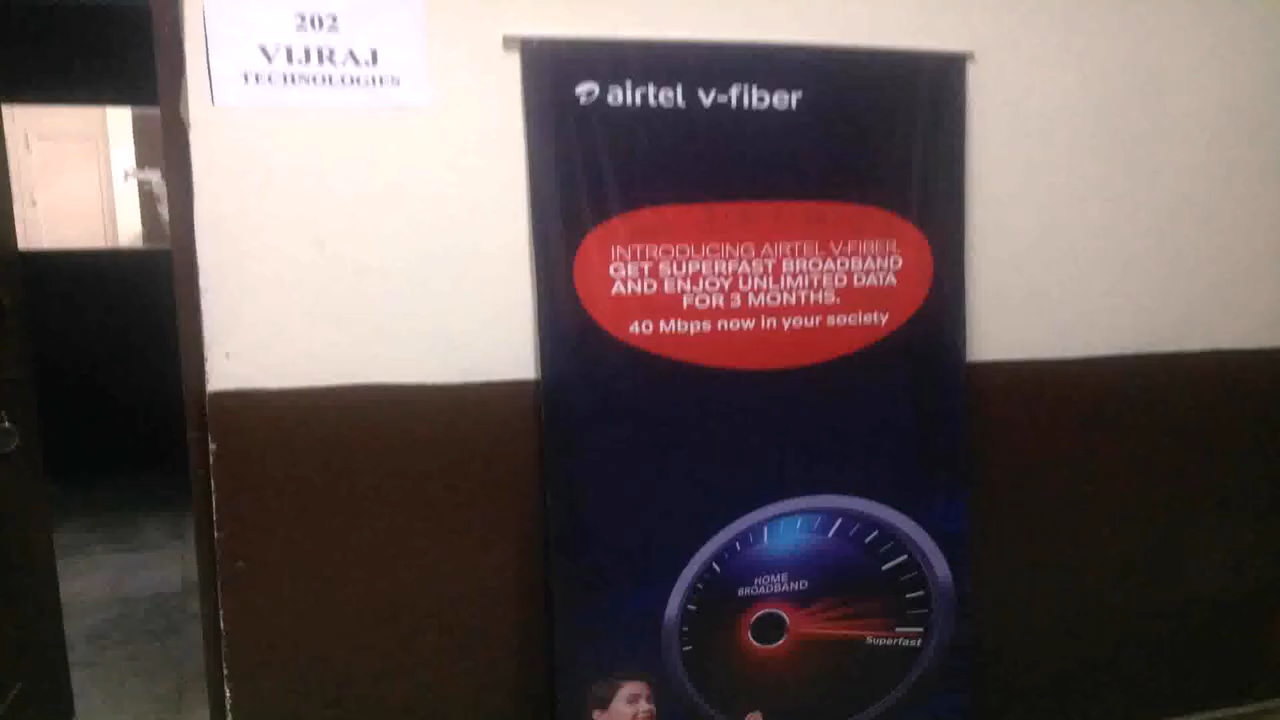 202
VIJRAJ
TECHNOLOGIES
airtel v-fiber
INTRODUCING AIRTEL V-FIBER.
GET SUPERFAST BROADBAND
AND ENJOY UNLIMITED DATA
FOR 3 MONTHS.
40 Mbps now in your society
HOME
BROADBAND
Superfast